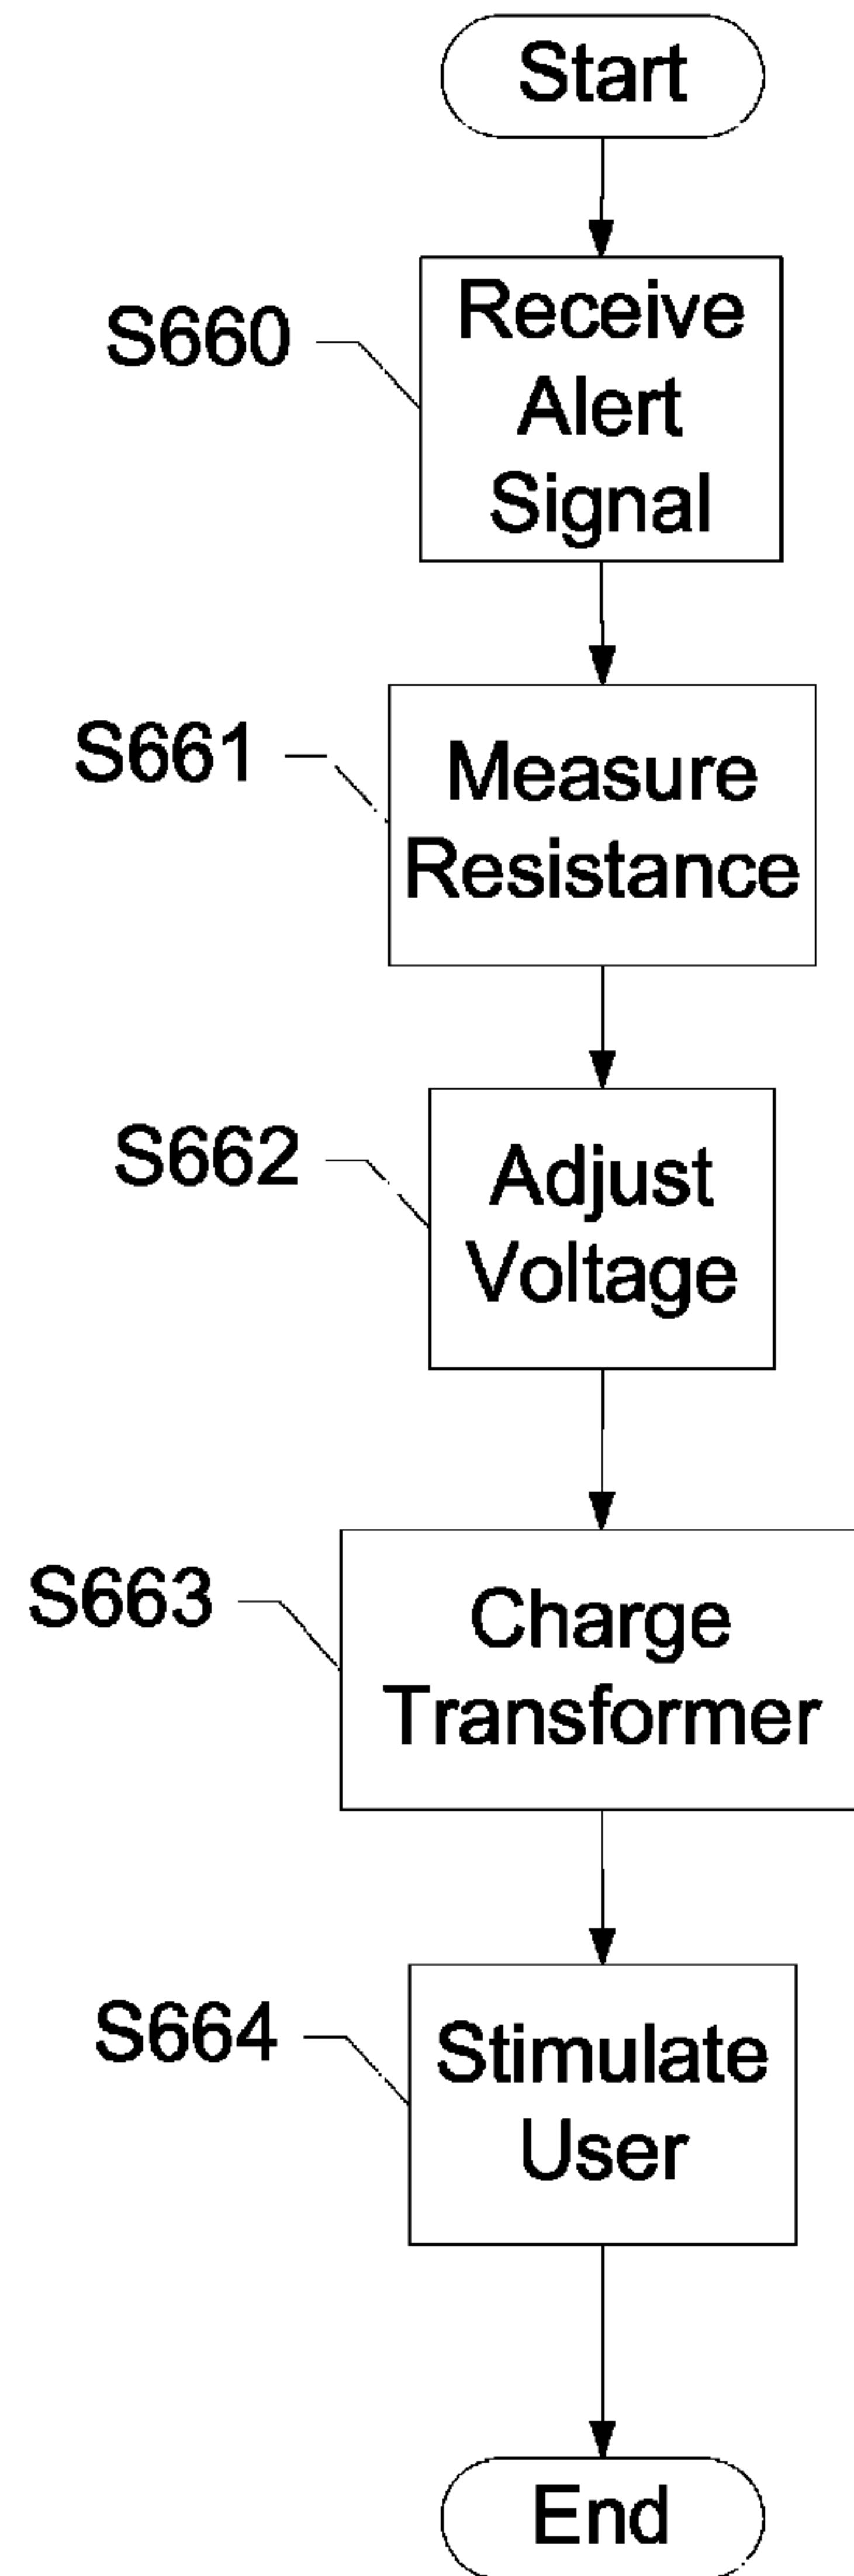 Start
S660
Receive
Alert
Signal
S661
Measure
Resistance
S662
Adjust
Voltage
S663
Charge
Transformer
S664
Stimulate
User
End